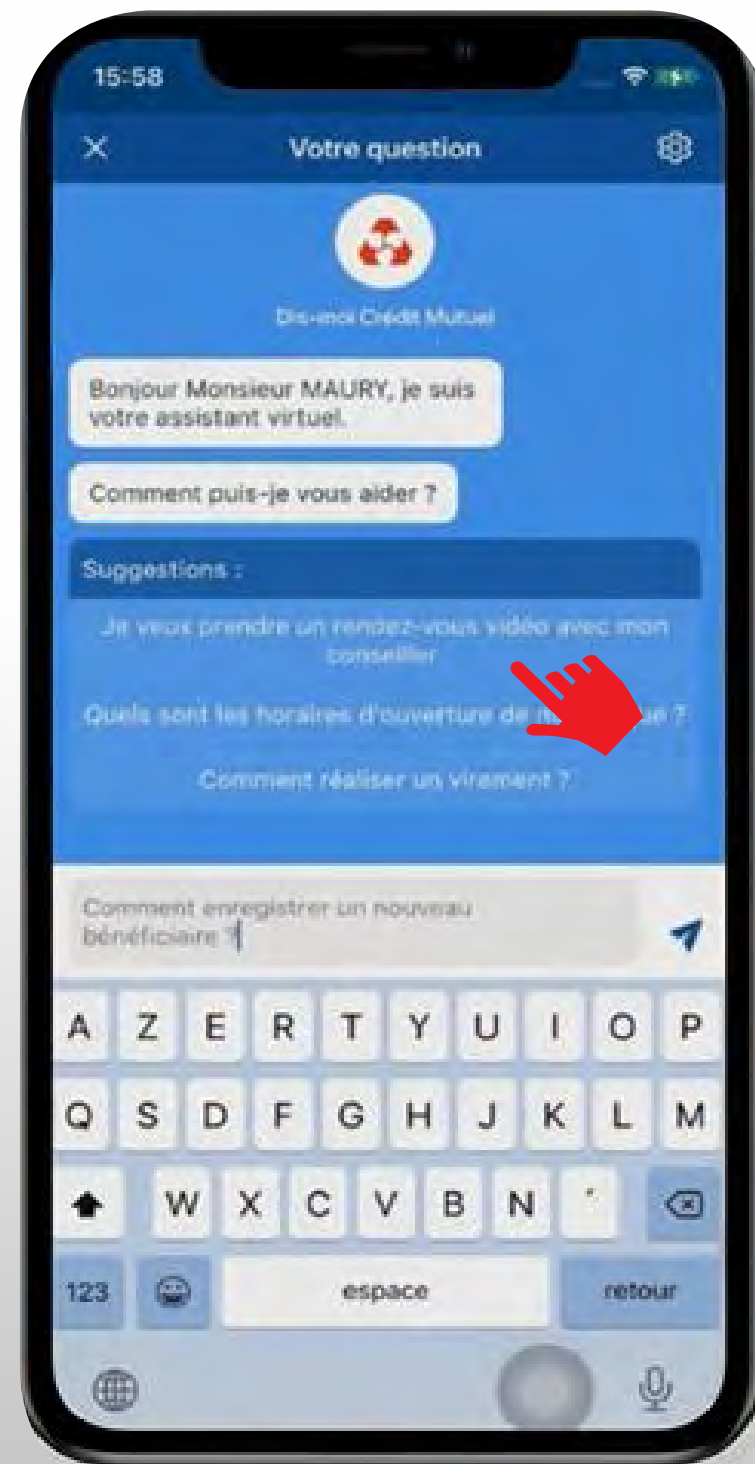 15:58
Votre question
Dis-moi Crédit Mutuel
Bonjour Monsieur MAURY, je suis
votre assistant virtuel.
Comment puis-je vous aider ?
Suggestions :
Je veux prendre un rendez-vous vidéo avec mon
conseiller
Quels sont les horaires d'ouverture de ?
Comment réaliser un virement ?
Comment enregistrer un nouveau
bénéficiaire ?
A Z E R T Y U I O P
Q S D F G H J K L M
W X C V B N '
123 espace retour